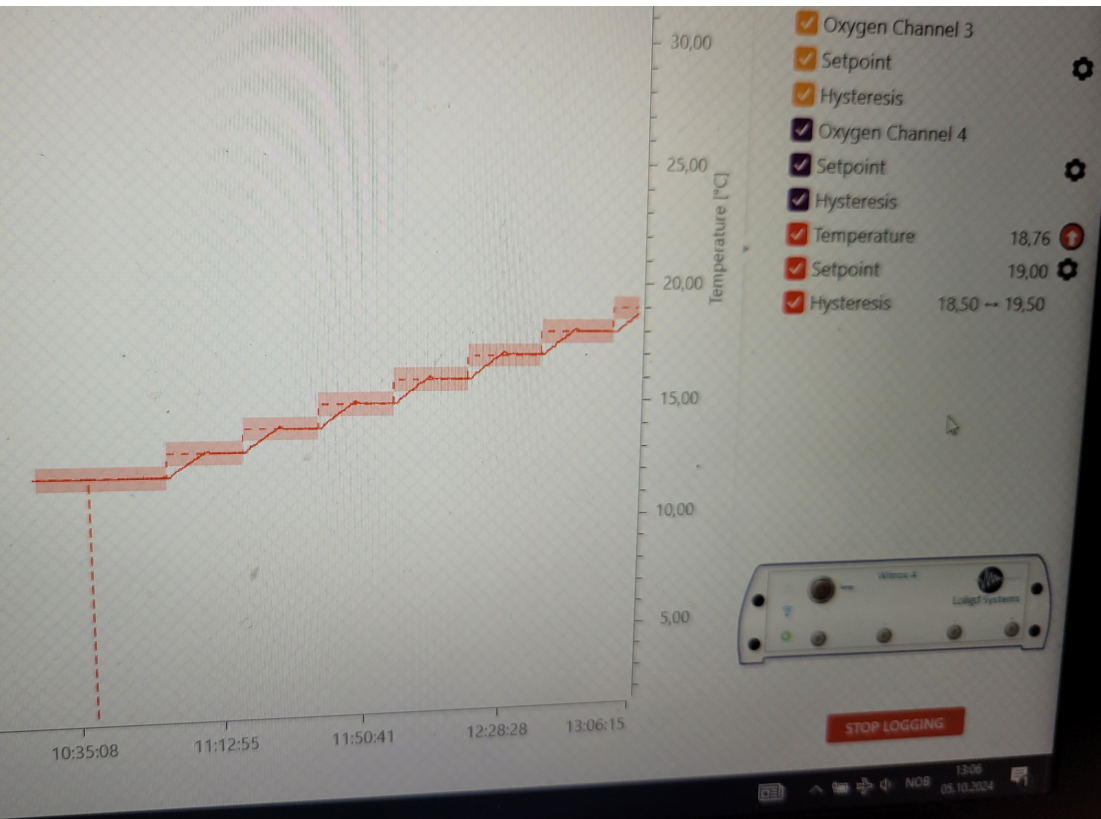 Oxygen Channel 3
Setpoint
Hysteresis
Oxygen Channel 4
Setpoint
Hysteresis
Temperature 18,76
Setpoint 19,00
Hysteresis 18,50 ↔ 19,50
30,00
25,00
20,00
15,00
10,00
5,00
Temperature [°C]
10:35:08
11:12:55
11:50:41
12:28:28
13:06:15
Witrox 4
Loligo Systems
STOP LOGGING
NOB
13:06
05.10.2024